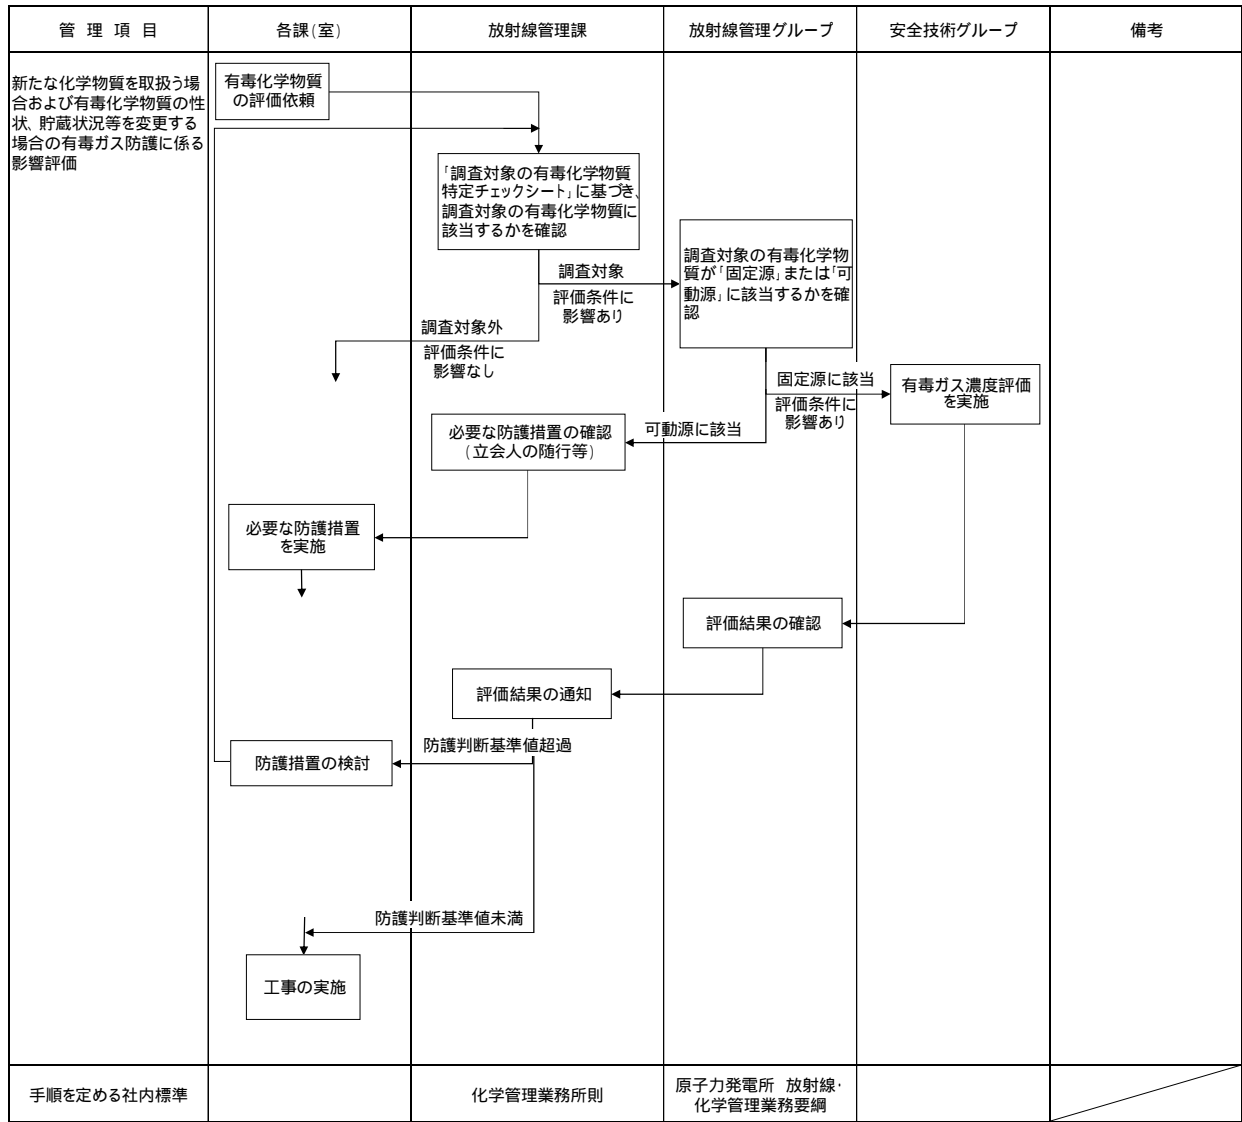 管理項目
各課(室)
放射線管理課
放射線管理グループ
安全技術グループ
備考
新たな化学物質を取扱う場
合および有毒化学物質の性
状、貯蔵状況等を変更する
場合の有毒ガス防護に係る
影響評価
有毒化学物質
の評価依頼
「調査対象の有毒化学物質
特定チェックシート」に基づき、
調査対象の有毒化学物質に
該当するかを確認
調査対象の有毒化学物
質が「固定源」または「可
動源」に該当するかを確
認
調査対象
評価条件に
影響あり
調査対象外
評価条件に
影響なし
固定源に該当
評価条件に
影響あり
有毒ガス濃度評価
を実施
可動源に該当
必要な防護措置の確認
(立会人の随行等)
必要な防護措置
を実施
評価結果の確認
評価結果の通知
防護判断基準値超過
防護措置の検討
防護判断基準値未満
工事の実施
手順を定める社内標準
化学管理業務所則
原子力発電所 放射線・
化学管理業務要綱